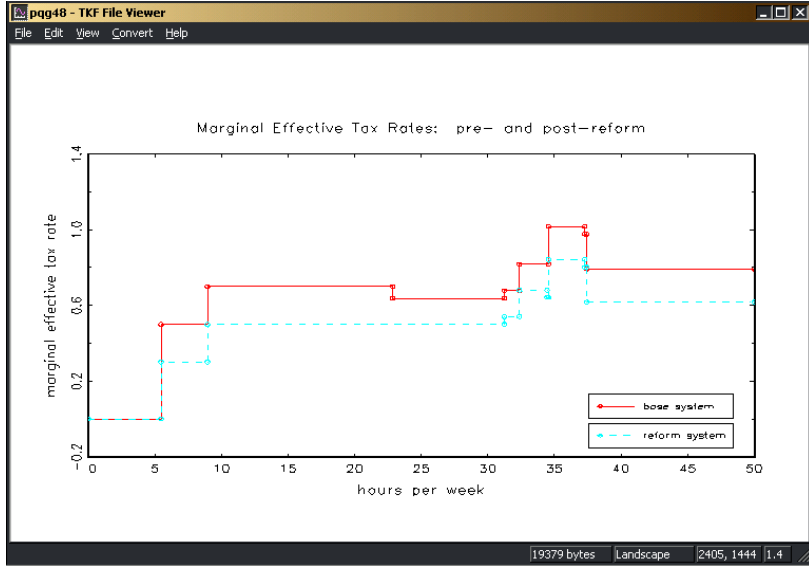 pqg48 - TKF File Viewer
File Edit View Convert Help
Marginal Effective Tax Rates: pre- and post-reform
marginal effective tax rate
1.4
1.0
0.6
0.2
-0.2
0 5 10 15 20 25 30 35 40 45 50
hours per week
base system
reform system
19379 bytes Landscape 2405, 1444 1.4